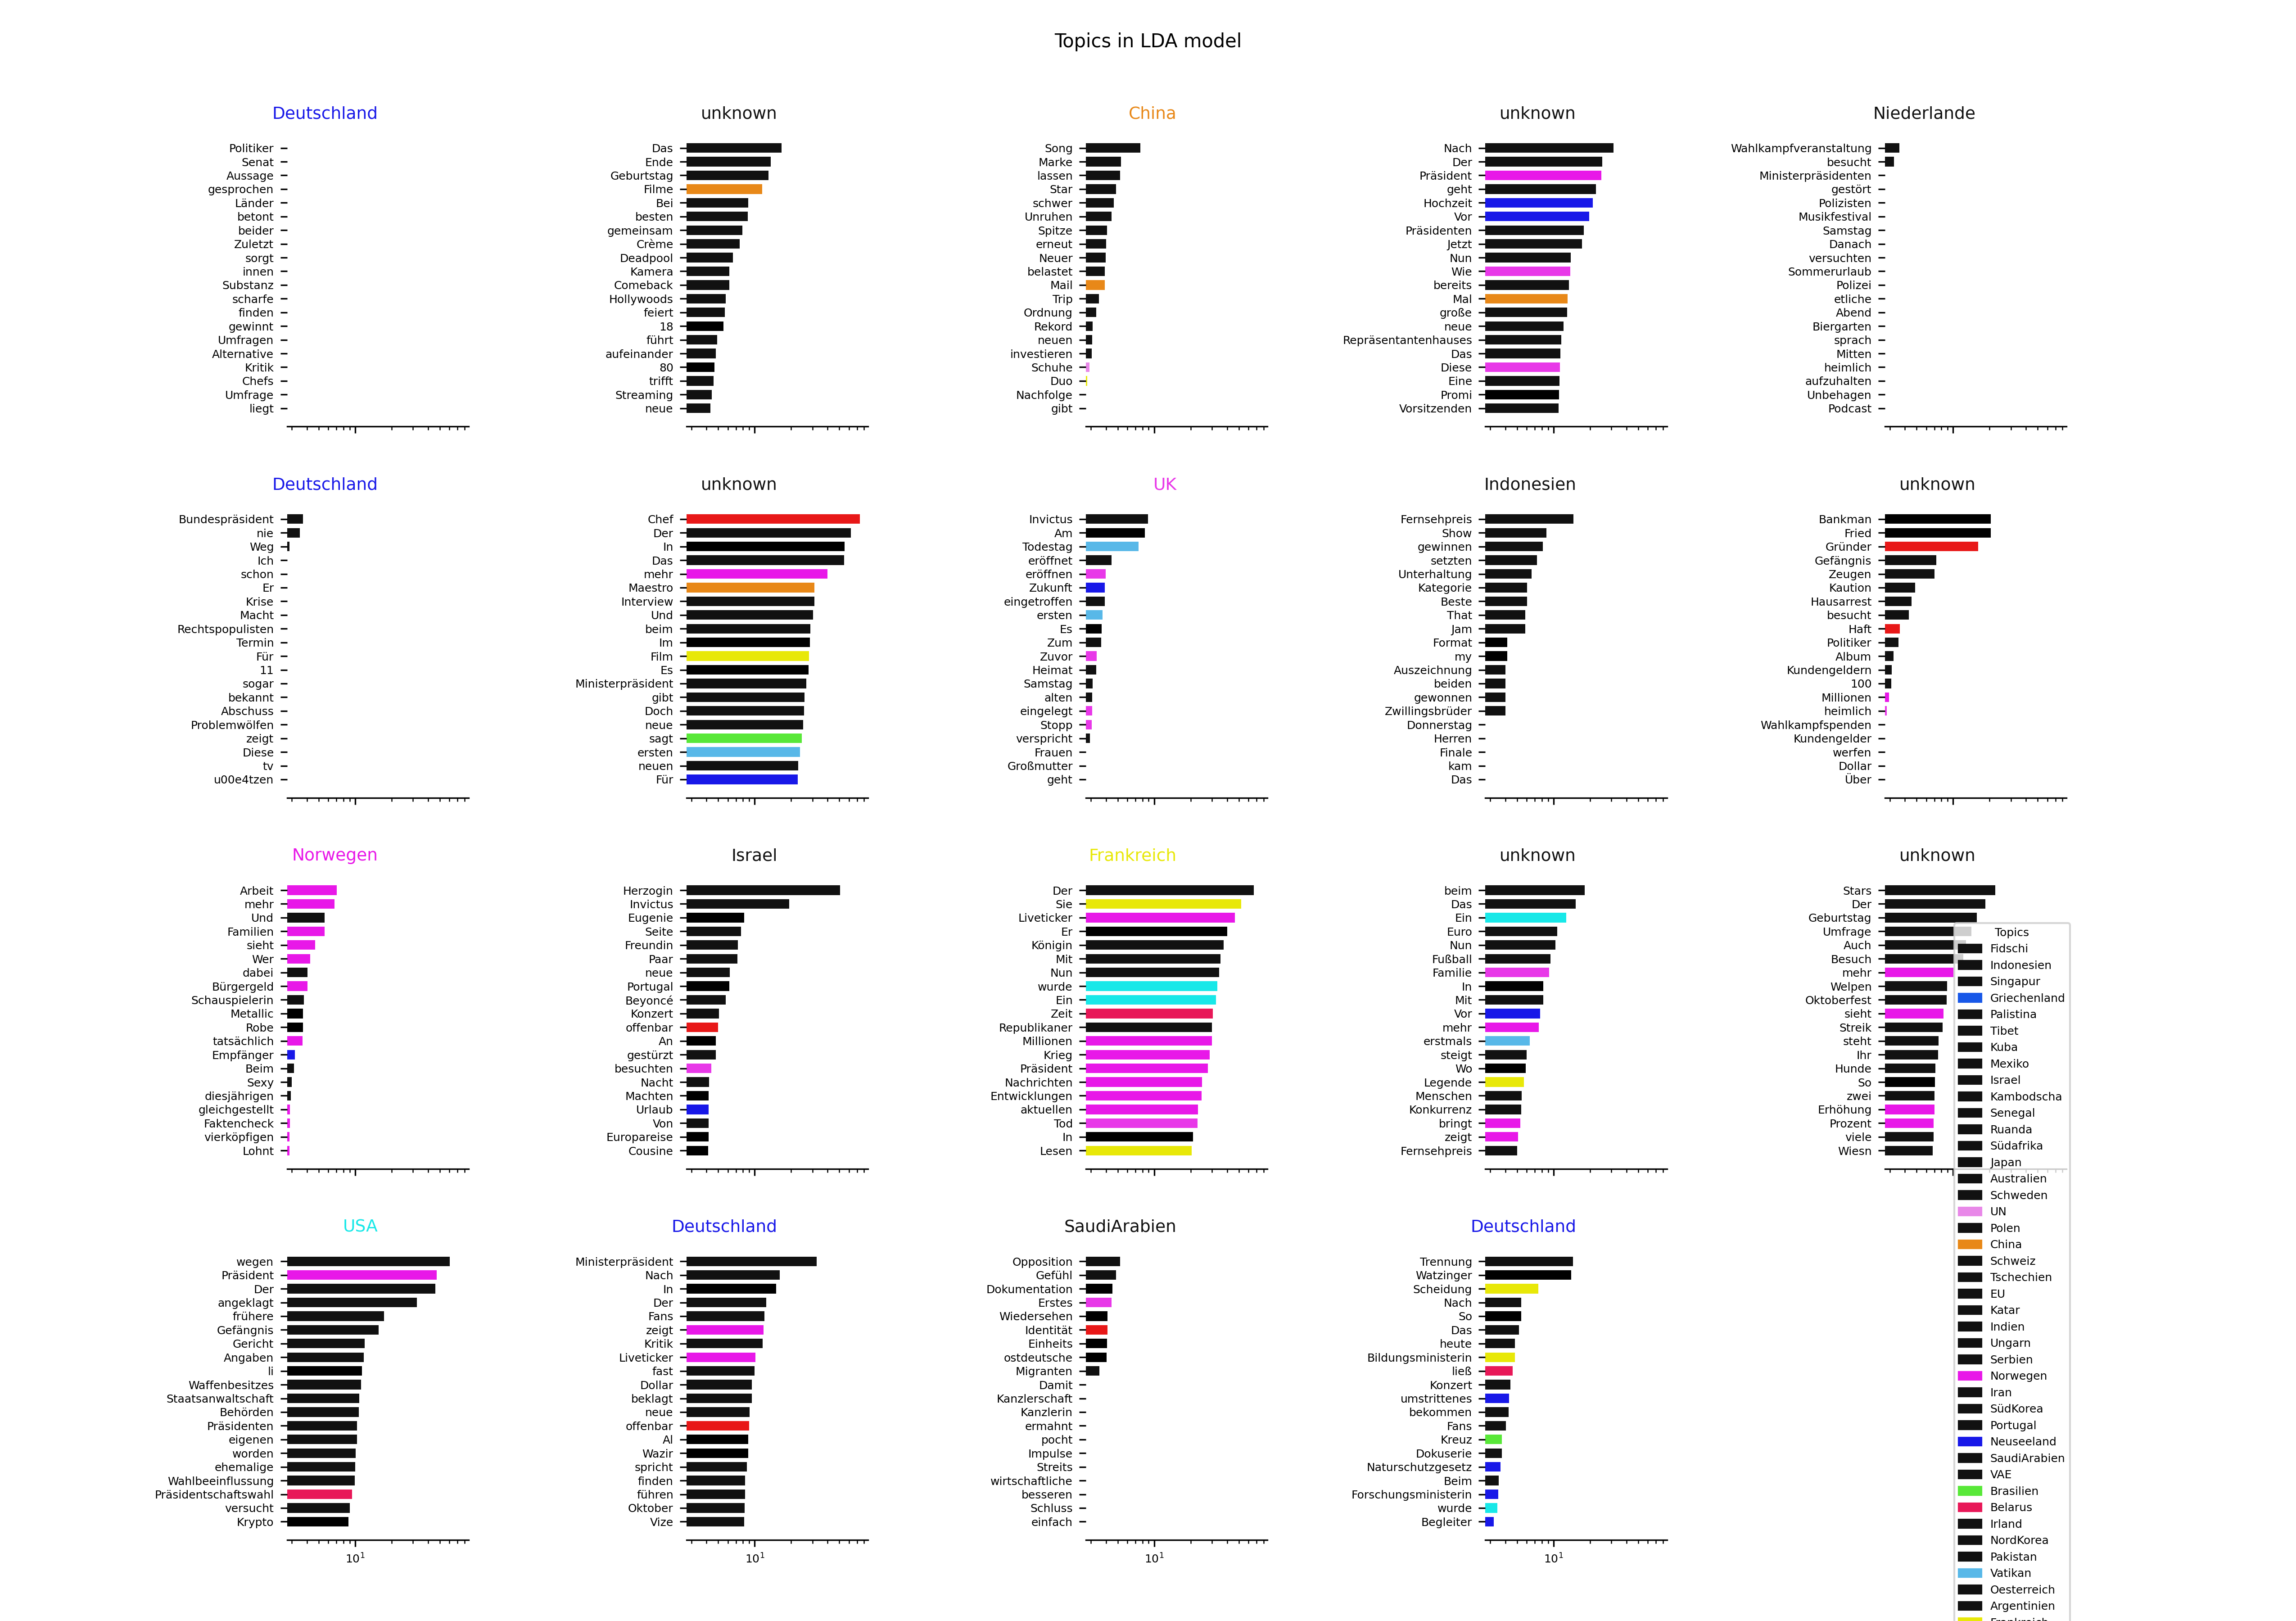 Topics in LDA model
Deutschland
Politiker
Senat
Aussage
gesprochen
Länder
betont
beider
Zuletzt
sorgt
innen
Substanz
scharfe
finden
gewinnt
Umfragen
Alternative
Kritik
Chefs
Umfrage
liegt
unknown
Das
Ende
Geburtstag
Filme
Bei
besten
gemeinsam
Crème
Deadpool
Kamera
Comeback
Hollywoods
feiert
18
führt
aufeinander
80
trifft
Streaming
neue
China
Song
Marke
lassen
Star
schwer
Unruhen
Spitze
erneut
Neuer
belastet
Mail
Trip
Ordnung
Rekord
neuen
investieren
Schuhe
Duo
Nachfolge
gibt
unknown
Nach
Der
Präsident
geht
Hochzeit
Vor
Präsidenten
Jetzt
Nun
Wie
bereits
Mal
große
neue
Repräsentantenhauses
Das
Diese
Eine
Promi
Vorsitzenden
Niederlande
Wahlkampfveranstaltung
besucht
Ministerpräsidenten
gestört
Polizisten
Musikfestival
Samstag
Danach
versuchten
Sommerurlaub
Polizei
etliche
Abend
Biergarten
sprach
Mitten
heimlich
aufzuhalten
Unbehagen
Podcast
Deutschland
Bundespräsident
nie
Weg
Ich
schon
Er
Krise
Macht
Rechtspopulisten
Termin
Für
11
sogar
bekannt
Abschuss
Problemwölfen
zeigt
Diese
tv
u00e4tzen
unknown
Chef
Der
In
Das
mehr
Maestro
Interview
Und
beim
Im
Film
Es
Ministerpräsident
gibt
Doch
neue
sagt
ersten
neuen
Für
UK
Invictus
Am
Todestag
eröffnet
eröffnen
Zukunft
eingetroffen
ersten
Es
Zum
Zuvor
Heimat
Samstag
alten
eingelegt
Stopp
verspricht
Frauen
Großmutter
geht
Indonesien
Fernsehpreis
Show
gewinnen
setzten
Unterhaltung
Kategorie
Beste
That
Jam
Format
my
Auszeichnung
beiden
gewonnen
Zwillingsbrüder
Donnerstag
Herren
Finale
kam
Das
unknown
Bankman
Fried
Gründer
Gefängnis
Zeugen
Kaution
Hausarrest
besucht
Haft
Politiker
Album
Kundengeldern
100
Millionen
heimlich
Wahlkampfspenden
Kundengelder
werfen
Dollar
Über
Norwegen
Arbeit
mehr
Und
Familien
sieht
Wer
dabei
Bürgergeld
Schauspielerin
Metallic
Robe
tatsächlich
Empfänger
Beim
Sexy
diesjährigen
gleichgestellt
Faktencheck
vierköpfigen
Lohnt
Israel
Herzogin
Invictus
Eugenie
Seite
Freundin
Paar
neue
Portugal
Beyoncé
Konzert
offenbar
An
gestürzt
besuchten
Nacht
Machten
Urlaub
Von
Europareise
Cousine
Frankreich
Der
Sie
Liveticker
Er
Königin
Mit
Nun
wurde
Ein
Zeit
Republikaner
Millionen
Krieg
Präsident
Nachrichten
Entwicklungen
aktuellen
Tod
In
Lesen
unknown
beim
Das
Ein
Euro
Nun
Fußball
Familie
In
Mit
Vor
mehr
erstmals
steigt
Wo
Legende
Menschen
Konkurrenz
bringt
zeigt
Fernsehpreis
unknown
Stars
Der
Geburtstag
Umfrage
Auch
Besuch
mehr
Welpen
Oktoberfest
sieht
Streik
steht
Ihr
Hunde
So
zwei
Erhöhung
Prozent
viele
Wiesn
USA
wegen
Präsident
Der
angeklagt
frühere
Gefängnis
Gericht
Angaben
li
Waffenbesitzes
Staatsanwaltschaft
Behörden
Präsidenten
eigenen
worden
ehemalige
Wahlbeeinflussung
Präsidentschaftswahl
versucht
Krypto
10¹
Deutschland
Ministerpräsident
Nach
In
Der
Fans
zeigt
Kritik
Liveticker
fast
Dollar
beklagt
neue
offenbar
Al
Wazir
spricht
finden
führen
Oktober
Vize
10¹
SaudiArabien
Opposition
Gefühl
Dokumentation
Erstes
Wiedersehen
Identität
Einheits
ostdeutsche
Migranten
Damit
Kanzlerschaft
Kanzlerin
ermahnt
pocht
Impulse
Streits
wirtschaftliche
besseren
Schluss
einfach
10¹
Deutschland
Trennung
Watzinger
Scheidung
Nach
So
Das
heute
Bildungsministerin
ließ
Konzert
umstrittenes
bekommen
Fans
Kreuz
Dokuserie
Naturschutzgesetz
Beim
Forschungsministerin
wurde
Begleiter
10¹
Topics
Fidschi
Indonesien
Singapur
Griechenland
Palistina
Tibet
Kuba
Mexiko
Israel
Kambodscha
Senegal
Ruanda
Südafrika
Japan
Australien
Schweden
UN
Polen
China
Schweiz
Tschechien
EU
Katar
Indien
Ungarn
Serbien
Norwegen
Iran
SüdKorea
Portugal
Neuseeland
SaudiArabien
VAE
Brasilien
Belarus
Irland
NordKorea
Pakistan
Vatikan
Oesterreich
Argentinien